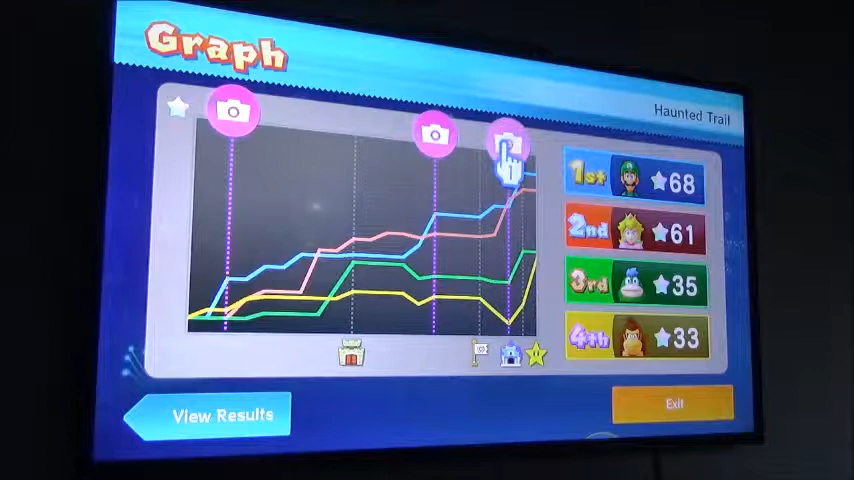 Graph
Haunted Trail
1st 68
2nd 61
3rd 35
4th 33
View Results
Exit